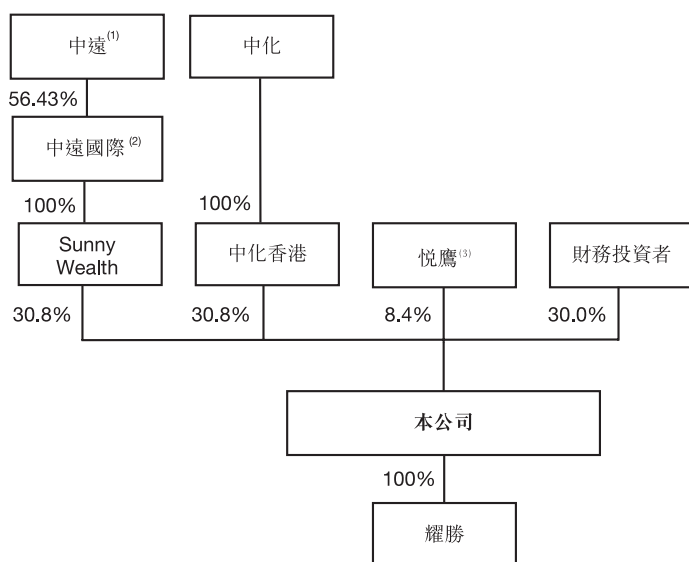 中遠(1)
中化
56.43%
中遠國際(2)
100%
100%
Sunny
Wealth
中化香港
悦鹰(3)
財務投資者
30.8%
30.8%
8.4%
30.0%
本公司
100%
耀勝